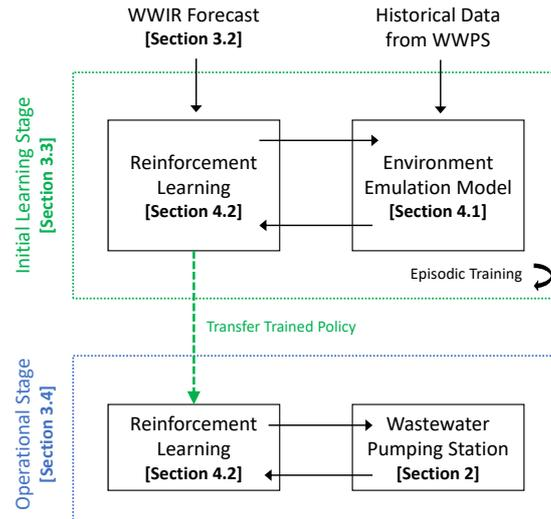 WWIR Forecast
[Section 3.2]
Historical Data
from WWPS
Initial Learning Stage
[Section 3.3]
Reinforcement
Learning
[Section 4.2]
Environment
Emulation Model
[Section 4.1]
Episodic Training
Transfer Trained Policy
Operational Stage
[Section 3.4]
Reinforcement
Learning
[Section 4.2]
Wastewater
Pumping Station
[Section 2]